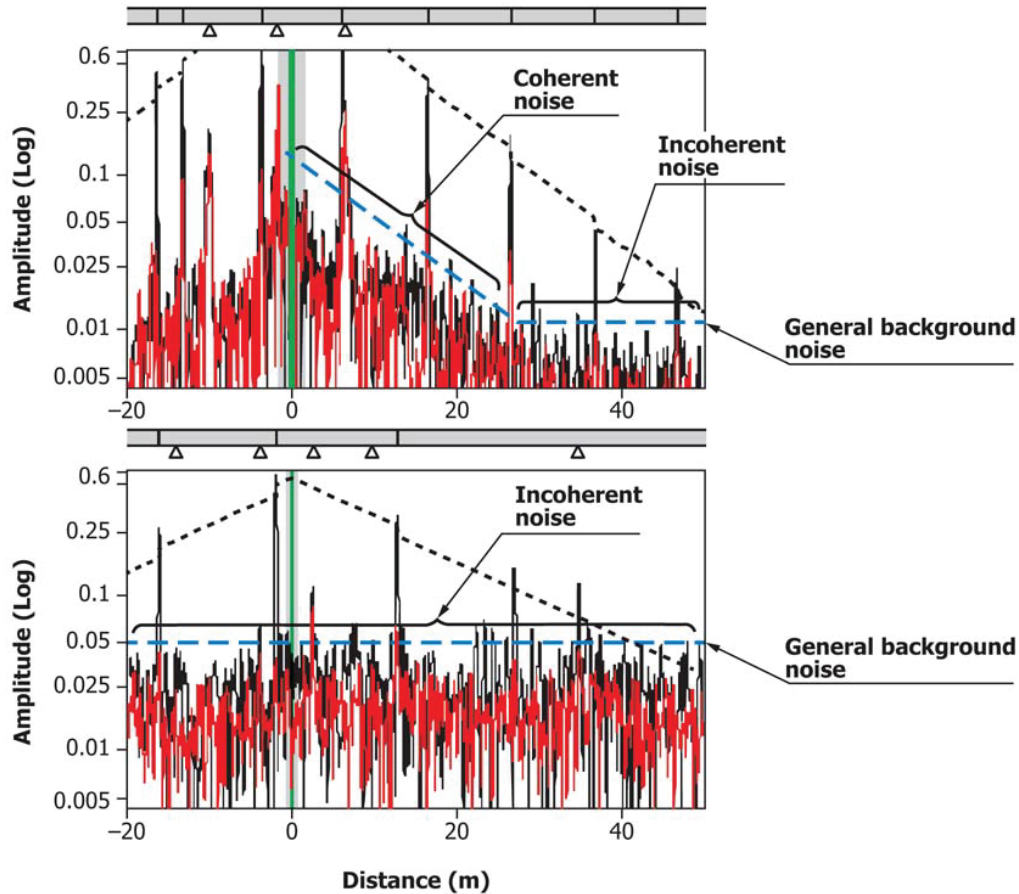 0.6
Coherent
noise
0.25
Incoherent
noise
0.1
Amplitude (Log)
0.05
0.025
0.01
General background
noise
0.005
−20
0
20
40
0.6
Incoherent
noise
0.25
0.1
Amplitude (Log)
0.05
General background
noise
0.025
0.01
0.005
−20
0
20
40
Distance (m)